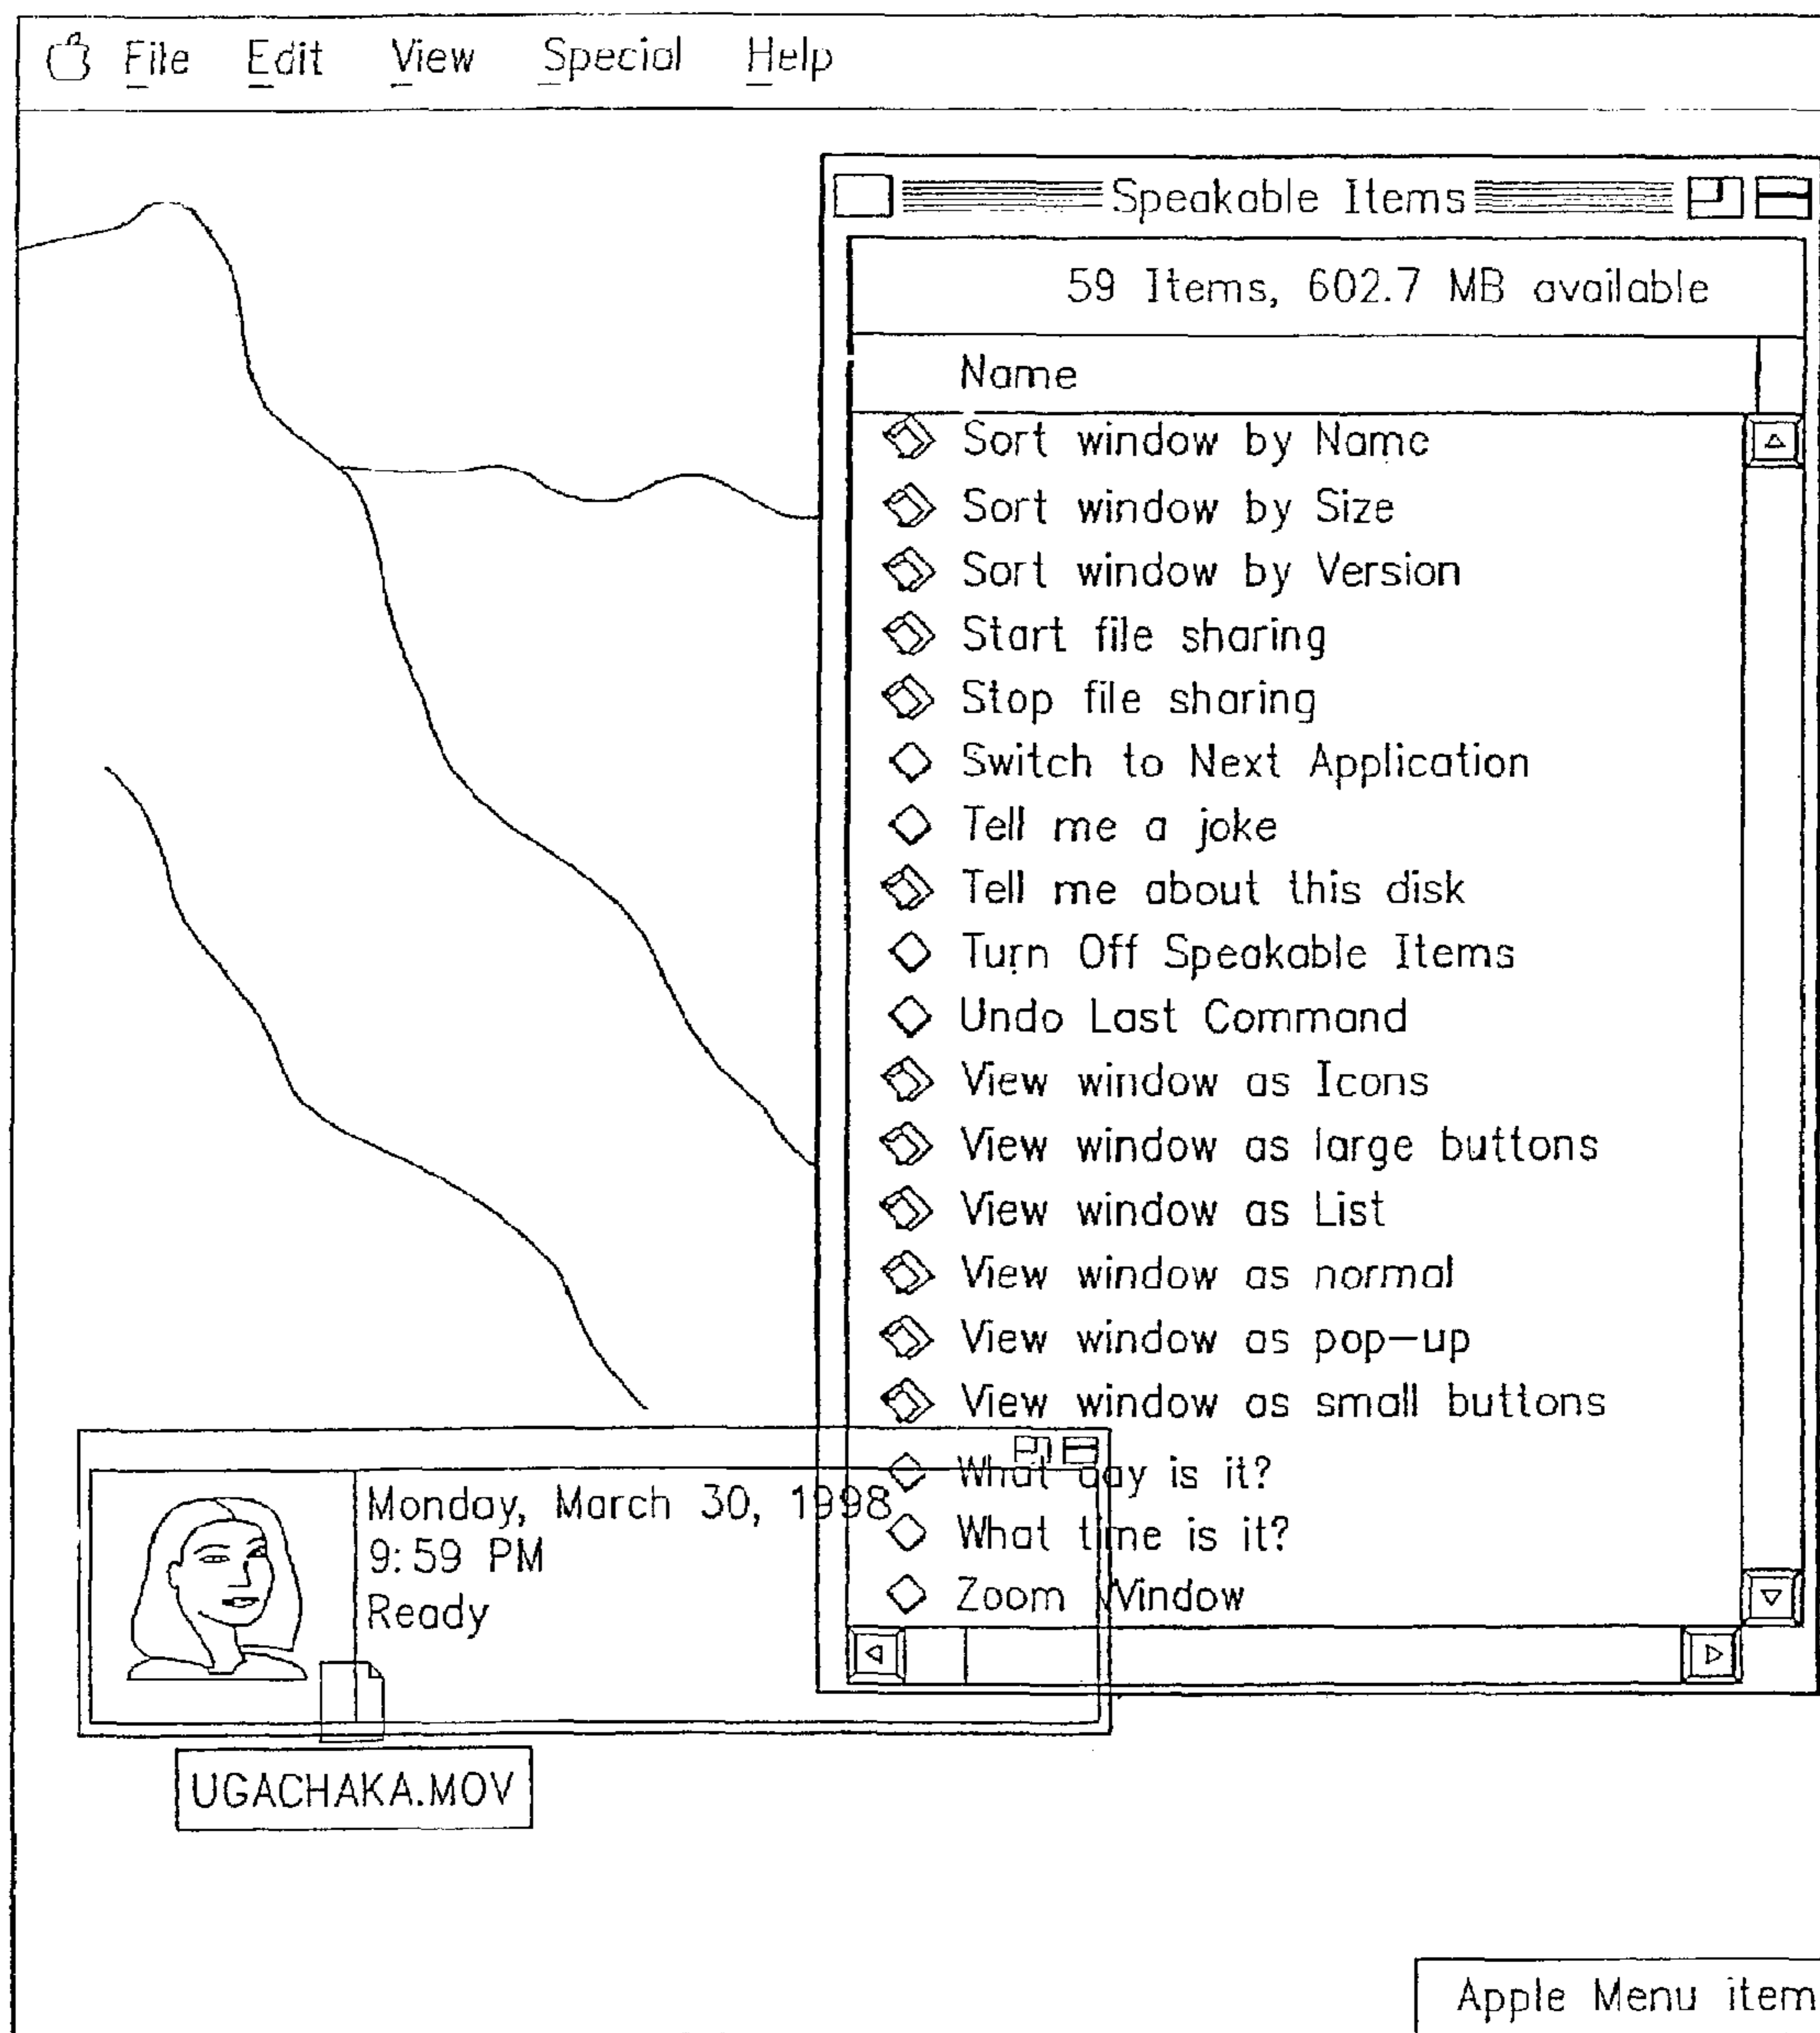 File Edit View Special Help
Speakable Items
59 Items, 602.7 MB available
Name
Sort window by Name
Sort window by Size
Sort window by Version
Start file sharing
Stop file sharing
Switch to Next Application
Tell me a joke
Tell me about this disk
Turn Off Speakable Items
Undo Last Command
View window as Icons
View window as large buttons
View window as List
View window as normal
View window as pop-up
View window as small buttons
What day is it?
What time is it?
Zoom Window
Monday, March 30, 1998
9:59 PM
Ready
UGACHAKA.MOV
Apple Menu item